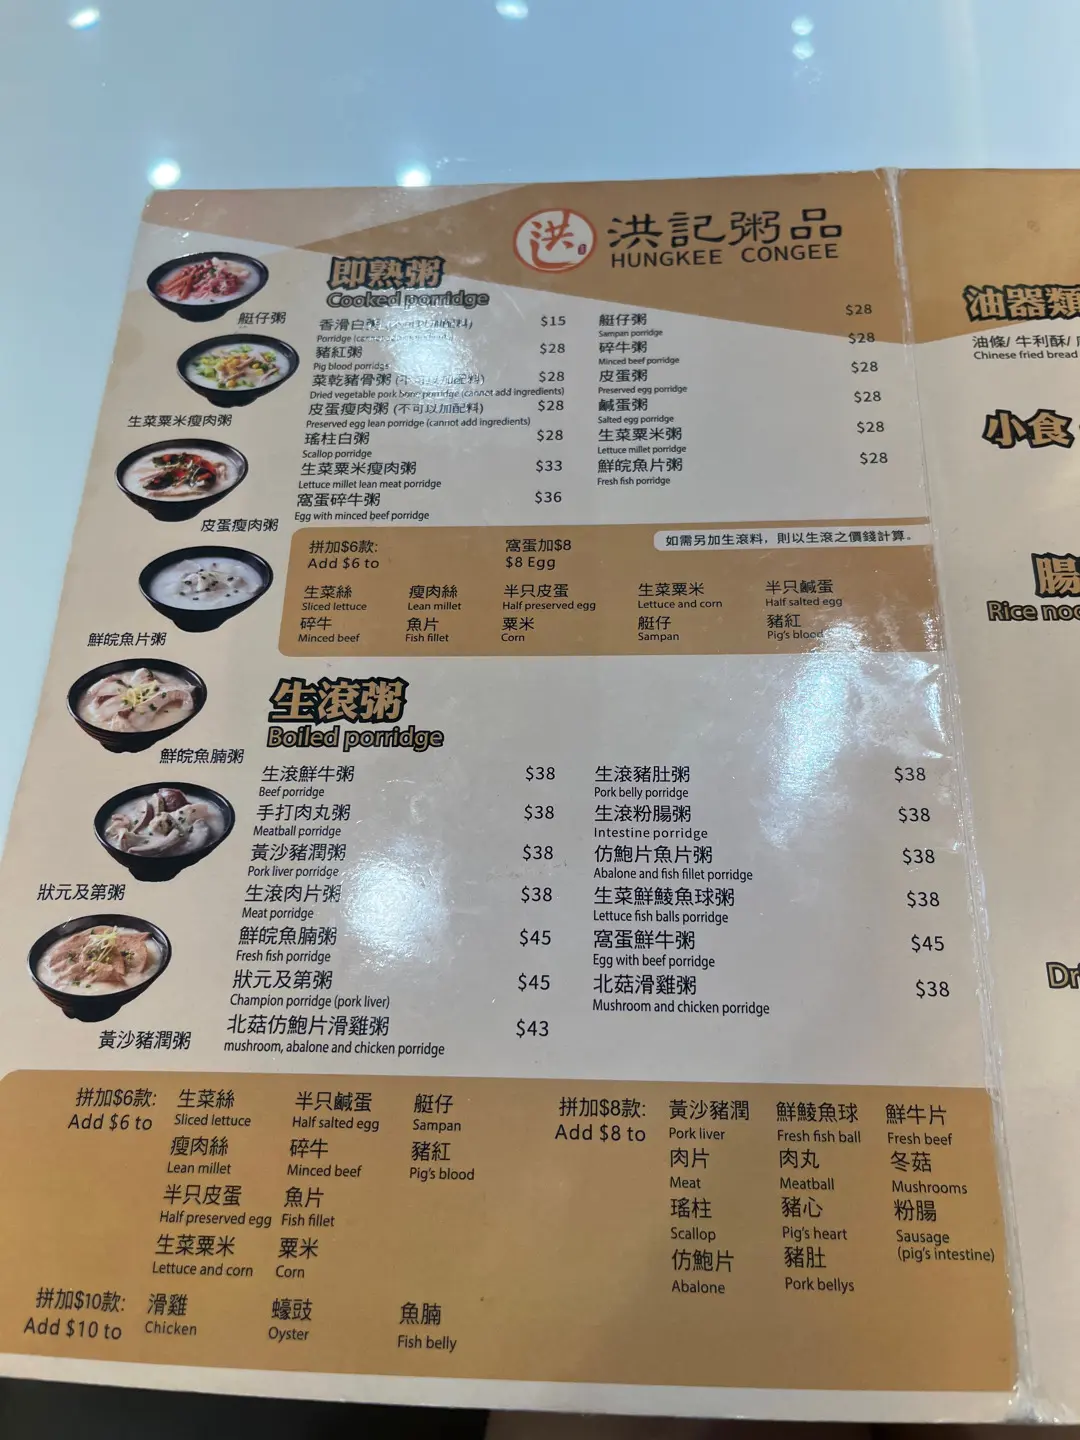 洪
洪記粥品
HUNGKEE CONGEE
即熟粥
Cooked porridge
香滑白粥
$15
豬紅粥
$28
Pig blood porridge
菜乾豬骨粥 (不可以加配料)
$28
Dried vegetable pork bone porridge (cannot add ingredients)
皮蛋瘦肉粥 (不可以加配料)
$28
Preserved egg lean porridge (cannot add ingredients)
瑤柱白粥
$28
Scallop porridge
生菜粟米瘦肉粥
$33
Lettuce millet lean meat porridge
窩蛋碎牛粥
$36
Egg with minced beef porridge
艇仔粥
$28
Sampan porridge
碎牛粥
$28
Minced beef porridge
皮蛋粥
$28
Preserved egg porridge
鹹蛋粥
$28
Salted egg porridge
生菜粟米粥
$28
Lettuce millet porridge
鮮皖魚片粥
$28
Fresh fish porridge
艇仔粥
生菜粟米瘦肉粥
皮蛋瘦肉粥
鮮皖魚片粥
鮮皖魚腩粥
狀元及第粥
黃沙豬潤粥
拼加$6款:
Add $6 to
窩蛋加$8
$8 Egg
如需另加生滾料，則以生滾之價錢計算。
生菜絲
Sliced lettuce
瘦肉絲
Lean millet
半只皮蛋
Half preserved egg
生菜粟米
Lettuce and corn
半只鹹蛋
Half salted egg
碎牛
Minced beef
魚片
Fish fillet
粟米
Corn
艇仔
Sampan
豬紅
Pig's blood
生滾粥
Boiled porridge
生滾鮮牛粥
$38
Beef porridge
手打肉丸粥
$38
Meatball porridge
黃沙豬潤粥
$38
Pork liver porridge
生滾肉片粥
$38
Meat porridge
鮮皖魚腩粥
$45
Fresh fish porridge
狀元及第粥
$45
Champion porridge (pork liver)
北菇仿鮑片滑雞粥
$43
mushroom, abalone and chicken porridge
生滾豬肚粥
$38
Pork belly porridge
生滾粉腸粥
$38
Intestine porridge
仿鮑片魚片粥
$38
Abalone and fish fillet porridge
生菜鮮鯪魚球粥
$38
Lettuce fish balls porridge
窩蛋鮮牛粥
$45
Egg with beef porridge
北菇滑雞粥
$38
Mushroom and chicken porridge
拼加$6款:
Add $6 to
生菜絲
Sliced lettuce
半只鹹蛋
Half salted egg
艇仔
Sampan
瘦肉絲
Lean millet
碎牛
Minced beef
豬紅
Pig's blood
半只皮蛋
Half preserved egg
魚片
Fish fillet
生菜粟米
Lettuce and corn
粟米
Corn
拼加$8款:
Add $8 to
黃沙豬潤
Pork liver
鮮鯪魚球
Fresh fish ball
鮮牛片
Fresh beef
肉片
Meat
肉丸
Meatball
冬菇
Mushrooms
瑤柱
Scallop
豬心
Pig's heart
粉腸
Sausage
(pig's intestine)
仿鮑片
Abalone
豬肚
Pork bellys
拼加$10款:
Add $10 to
滑雞
Chicken
蠔豉
Oyster
魚腩
Fish belly
油器類
油條/ 牛利酥/
Chinese fried bread
小食
腸
Rice